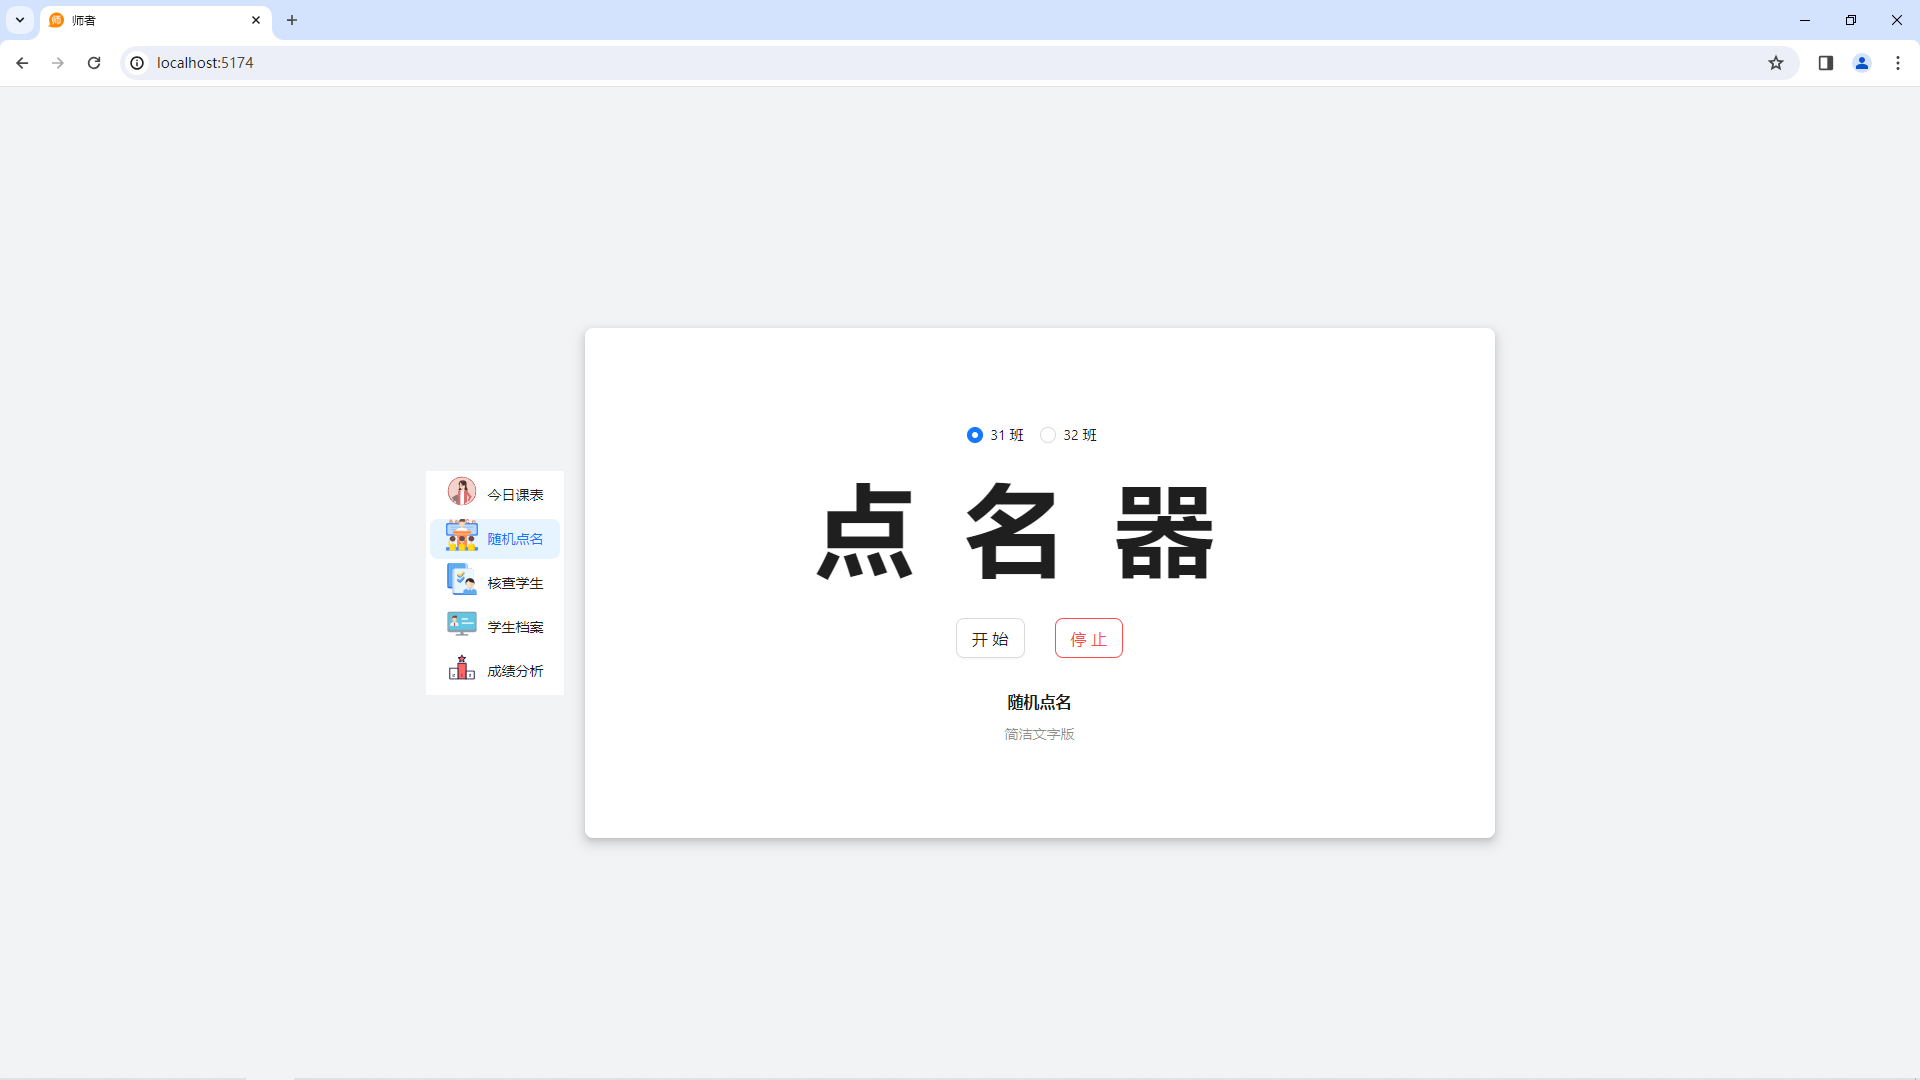 师者
localhost:5174
今日课表
随机点名
核查学生
学生档案
成绩分析
31 班 32 班
点 名 器
开 始 停 止
随机点名
简洁文字版